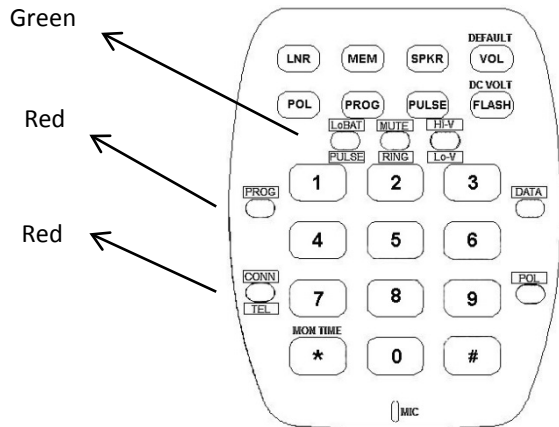 Green
DEFAULT
LNR MEM SPKR VOL
DC VOLT
POL PROG PULSE FLASH
Red
LoBAT MUTE HI-V
PULSE RING Lo-V
1 2 3
PROG DATA
Red
4 5 6
CONN POL
7 8 9
TEL
MON TIME
* 0 #
MIC